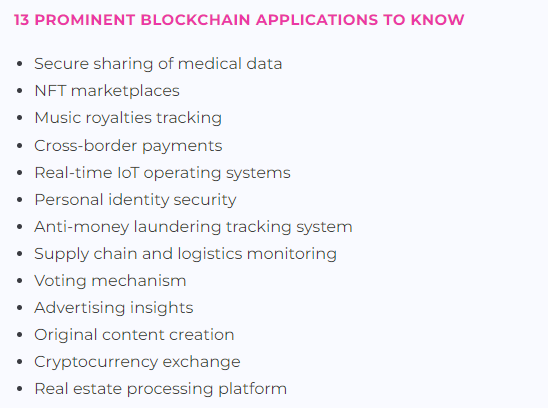 13 PROMINENT BLOCKCHAIN APPLICATIONS TO KNOW
• Secure sharing of medical data
• NFT marketplaces
• Music royalties tracking
• Cross-border payments
• Real-time IoT operating systems
• Personal identity security
• Anti-money laundering tracking system
• Supply chain and logistics monitoring
• Voting mechanism
• Advertising insights
• Original content creation
• Cryptocurrency exchange
• Real estate processing platform